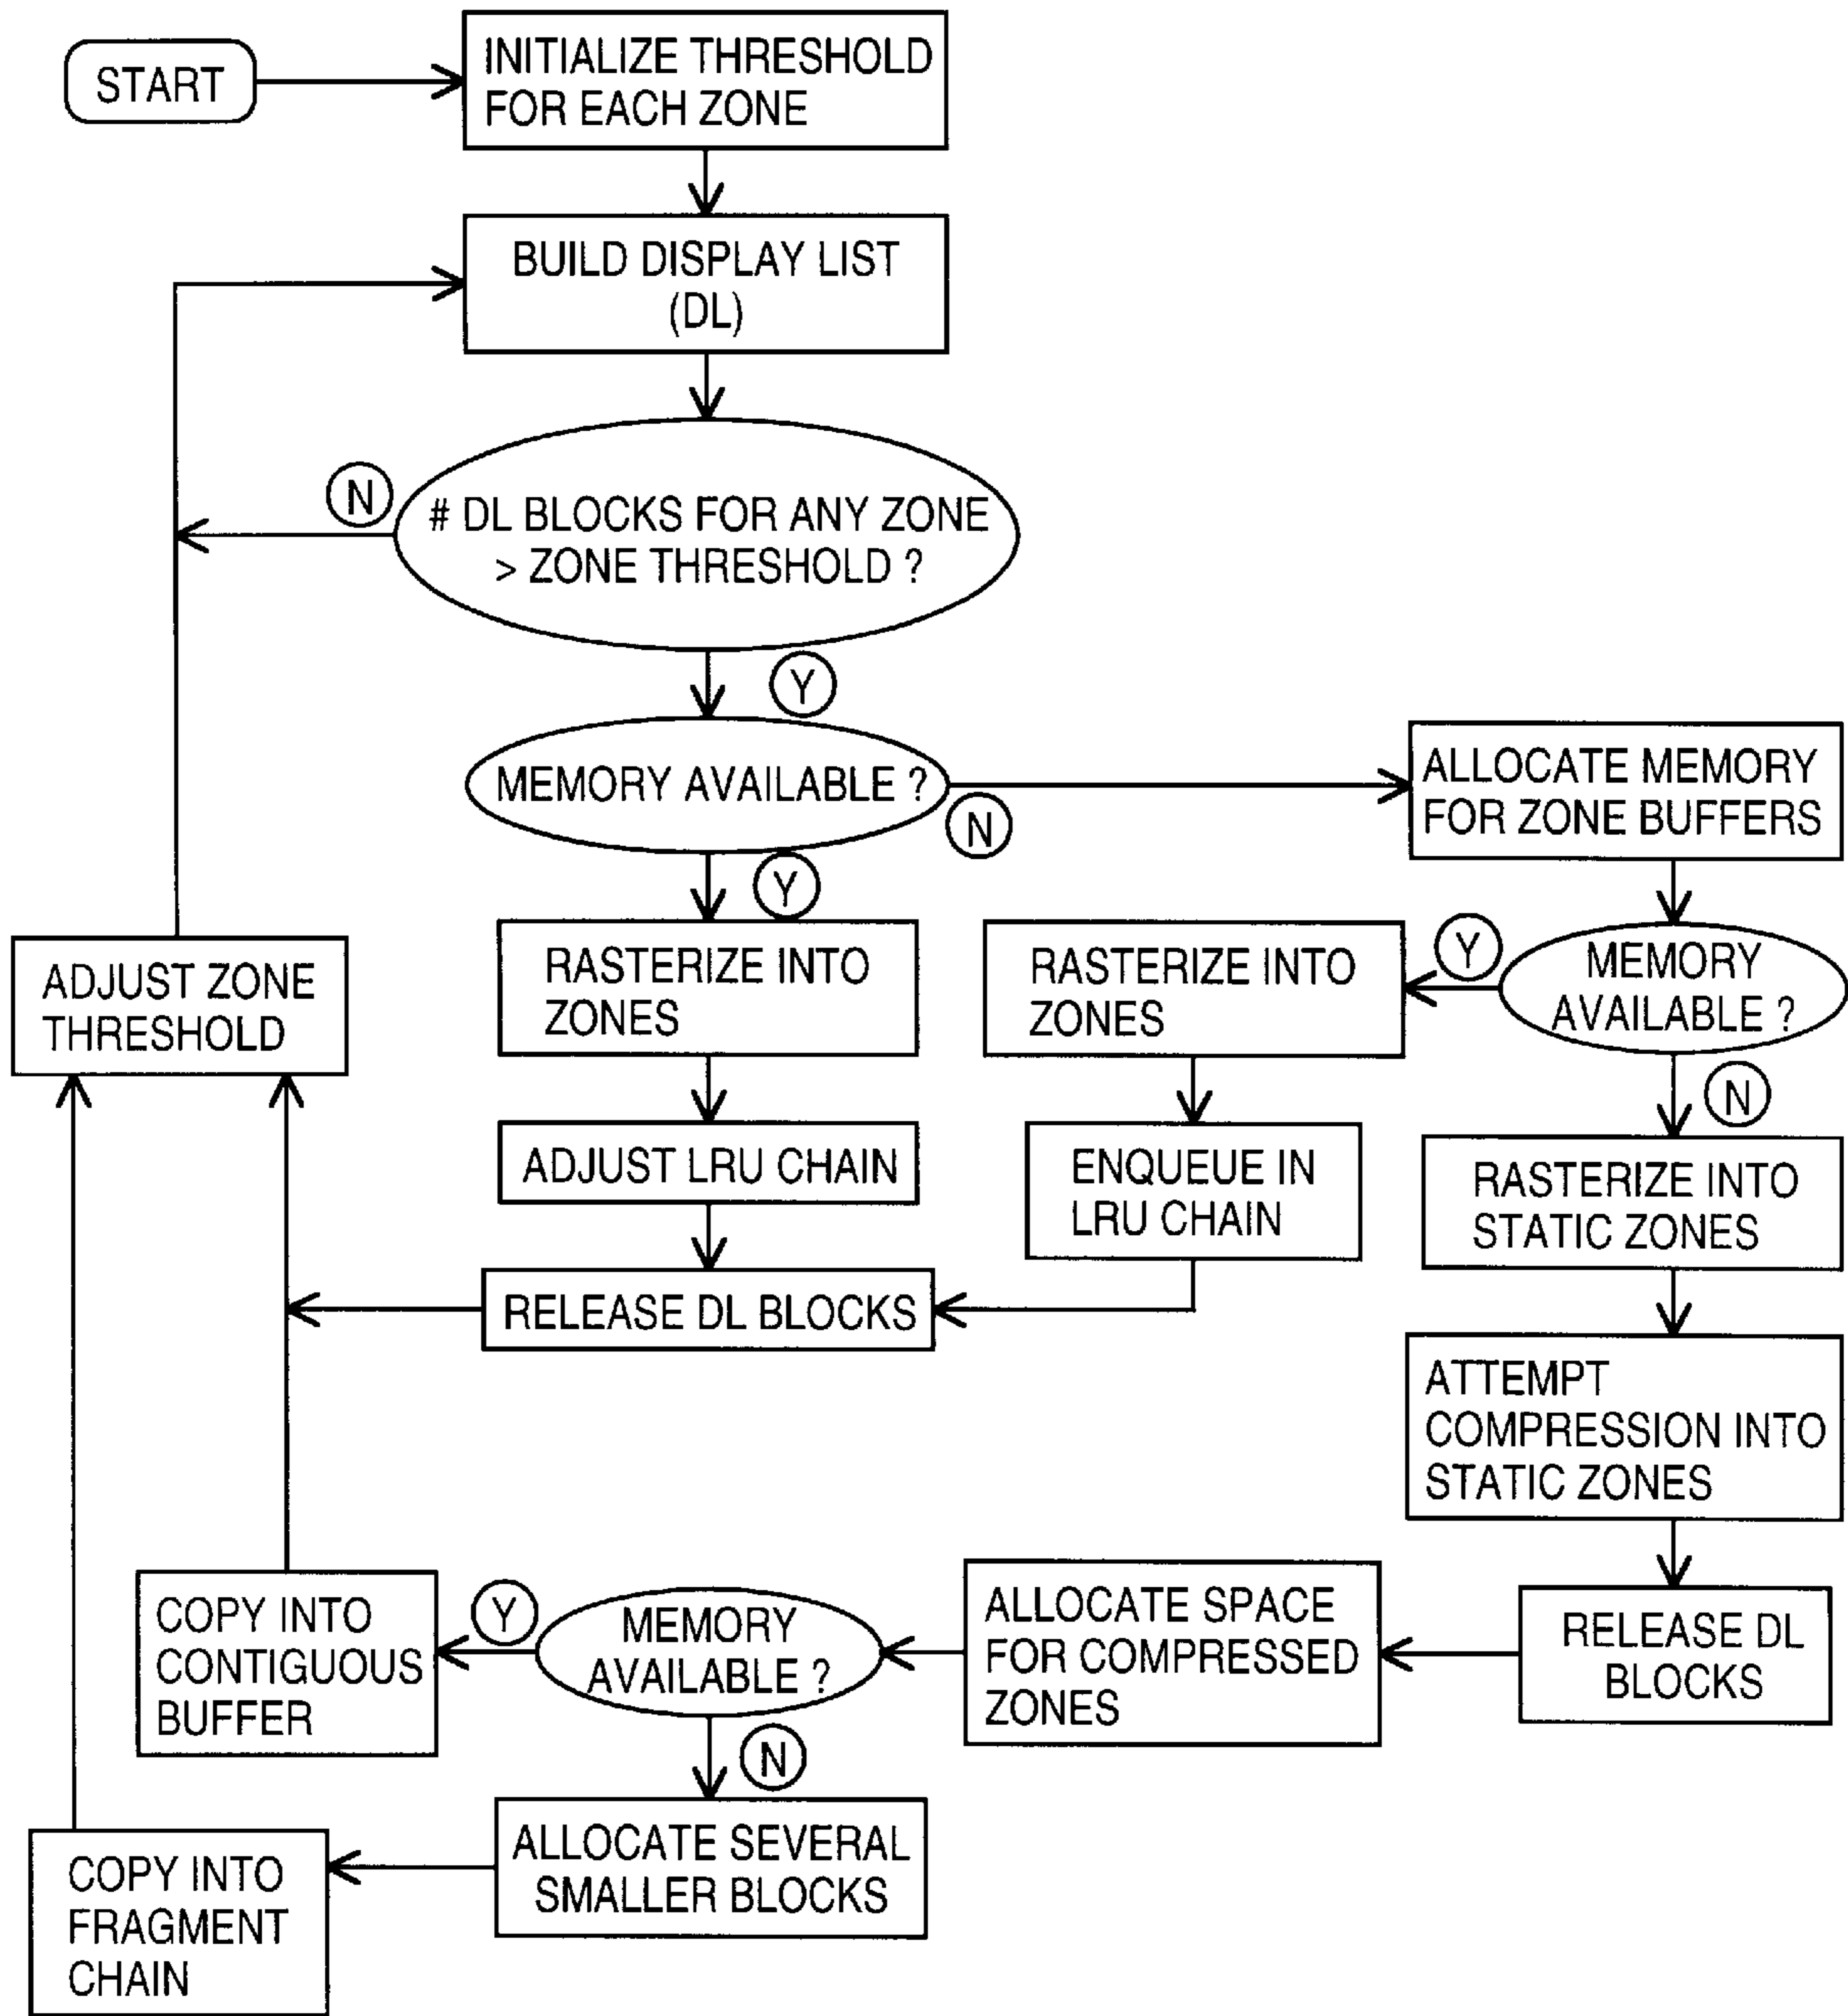 START
INITIALIZE THRESHOLD
FOR EACH ZONE
BUILD DISPLAY LIST
(DL)
N
# DL BLOCKS FOR ANY ZONE
> ZONE THRESHOLD ?
Y
MEMORY AVAILABLE ?
N
ALLOCATE MEMORY
FOR ZONE BUFFERS
Y
ADJUST ZONE
THRESHOLD
RASTERIZE INTO
ZONES
RASTERIZE INTO
ZONES
Y
MEMORY
AVAILABLE ?
N
ADJUST LRU CHAIN
ENQUEUE IN
LRU CHAIN
RASTERIZE INTO
STATIC ZONES
RELEASE DL BLOCKS
ATTEMPT
COMPRESSION INTO
STATIC ZONES
COPY INTO
CONTIGUOUS
BUFFER
Y
MEMORY
AVAILABLE ?
ALLOCATE SPACE
FOR COMPRESSED
ZONES
RELEASE DL
BLOCKS
N
ALLOCATE SEVERAL
SMALLER BLOCKS
COPY INTO
FRAGMENT
CHAIN